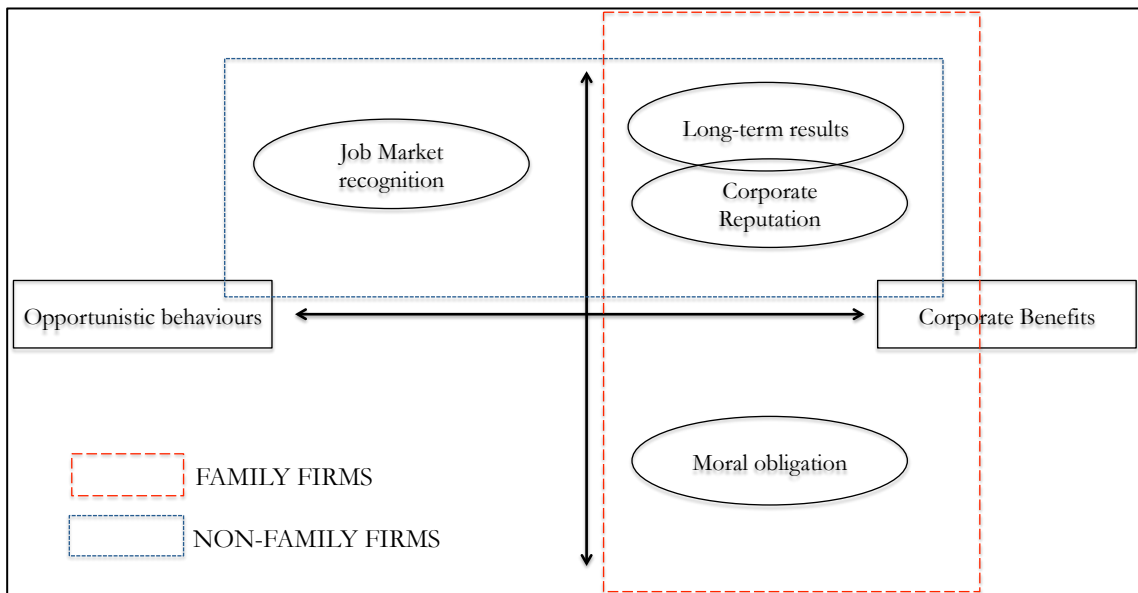 Long-term results
Job Market
recognition
Corporate
Reputation
Opportunistic behaviours
Corporate Benefits
Moral obligation
FAMILY FIRMS
NON-FAMILY FIRMS